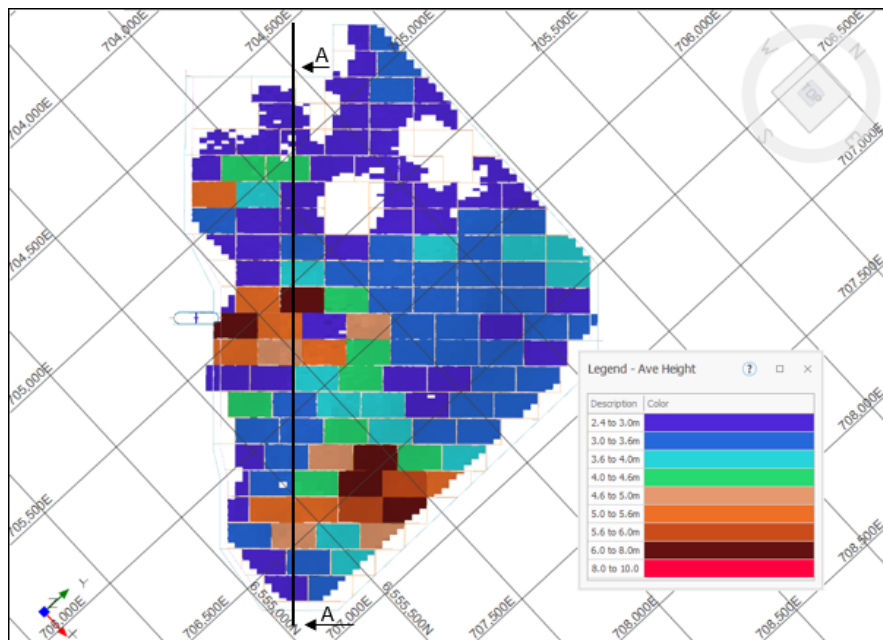 704,000E
704,500E
705,000E
705,500E
706,000E
706,500E
A
W
N
S
E
TOP
704,000E
704,500E
705,000E
705,500E
707,000E
707,500E
708,000E
708,500E
Legend - Ave Height
Description Color
2.4 to 3.0m
3.0 to 3.6m
3.6 to 4.0m
4.0 to 4.6m
4.6 to 5.0m
5.0 to 5.6m
5.6 to 6.0m
6.0 to 8.0m
8.0 to 10.0
A
Y
Z
X
706,000E
706,500E
6,555,000N
707,000E
6,555,500N
707,500E
708,000E
708,500E